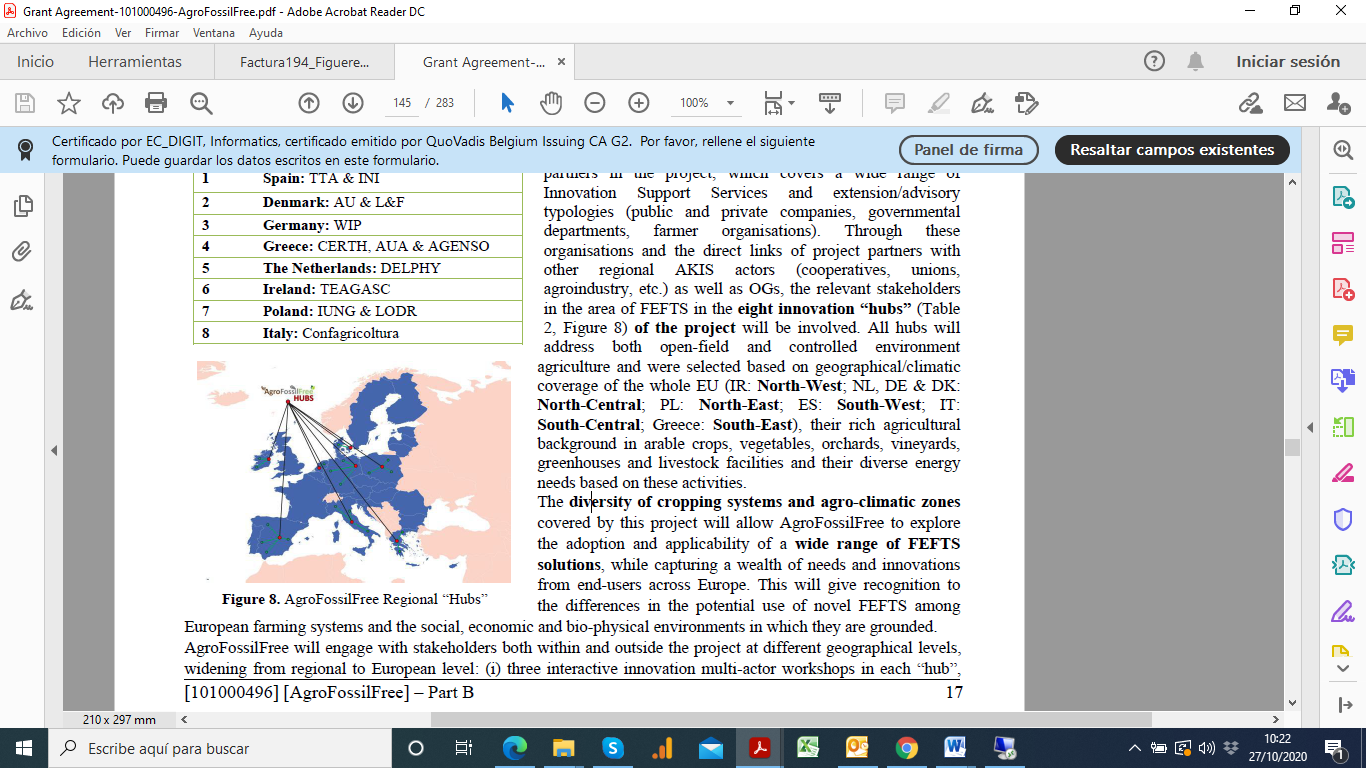 Grant Agreement-101000496-AgroFossilFree.pdf - Adobe Acrobat Reader DC
Archivo Edición Ver Firmar Ventana Ayuda
Inicio Herramientas Factura194_Figuere... Grant Agreement-... × Iniciar sesión
145 / 283 100%
Certificado por EC_DIGIT, Informatics, certificado emitido por QuoVadis Belgium Issuing CA G2. Por favor, rellene el siguiente
formulario. Puede guardar los datos escritos en este formulario.
Panel de firma
Resaltar campos existentes
1 Spain: TTA & INI
2 Denmark: AU & L&F
3 Germany: WIP
4 Greece: CERTH, AUA & AGENSO
5 The Netherlands: DELPHY
6 Ireland: TEAGASC
7 Poland: IUNG & LODR
8 Italy: Confagricoltura
AgroFossilFree
HUBS
Figure 8. AgroFossilFree Regional “Hubs”
partners in the project, which covers a wide range of
Innovation Support Services and extension/advisory
typologies (public and private companies, governmental
departments, farmer organisations). Through these
organisations and the direct links of project partners with
other regional AKIS actors (cooperatives, unions,
agroindustry, etc.) as well as OGs, the relevant stakeholders
in the area of FEFTS in the eight innovation “hubs” (Table
2, Figure 8) of the project will be involved. All hubs will
address both open-field and controlled environment
agriculture and were selected based on geographical/climatic
coverage of the whole EU (IR: North-West; NL, DE & DK:
North-Central; PL: North-East; ES: South-West; IT:
South-Central; Greece: South-East), their rich agricultural
background in arable crops, vegetables, orchards, vineyards,
greenhouses and livestock facilities and their diverse energy
needs based on these activities.
The diversity of cropping systems and agro-climatic zones
covered by this project will allow AgroFossilFree to explore
the adoption and applicability of a wide range of FEFTS
solutions, while capturing a wealth of needs and innovations
from end-users across Europe. This will give recognition to
the differences in the potential use of novel FEFTS among
European farming systems and the social, economic and bio-physical environments in which they are grounded.
AgroFossilFree will engage with stakeholders both within and outside the project at different geographical levels,
widening from regional to European level: (i) three interactive innovation multi-actor workshops in each “hub”,
[101000496] [AgroFossilFree] – Part B 17
210 x 297 mm
Escribe aquí para buscar
10:22
27/10/2020
1